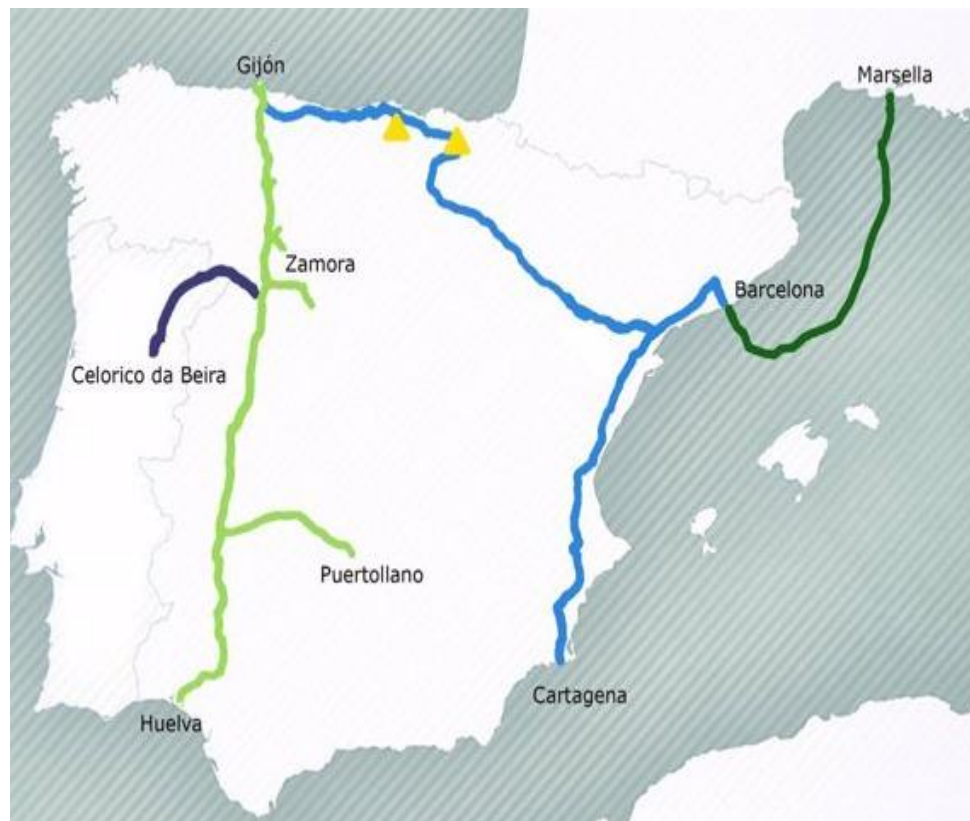 Gijón
Marsella
Zamora
Barcelona
Celorico da Beira
Puertollano
Cartagena
Huelva